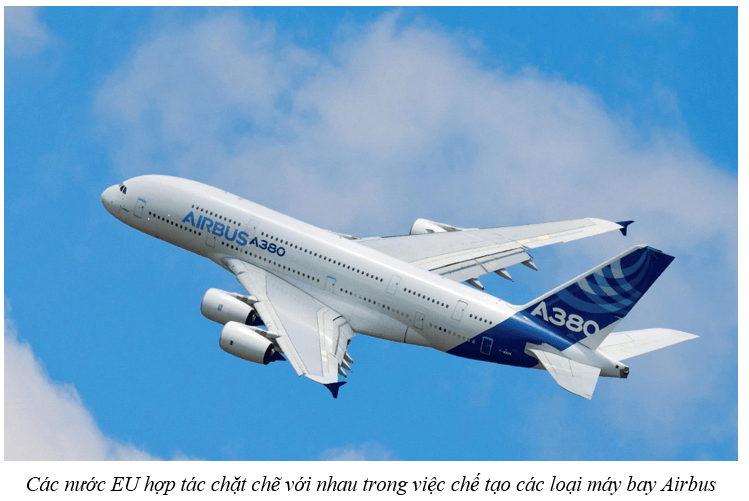 AIRBUS A380
A380
Các nước EU hợp tác chặt chẽ với nhau trong việc chế tạo các loại máy bay Airbus